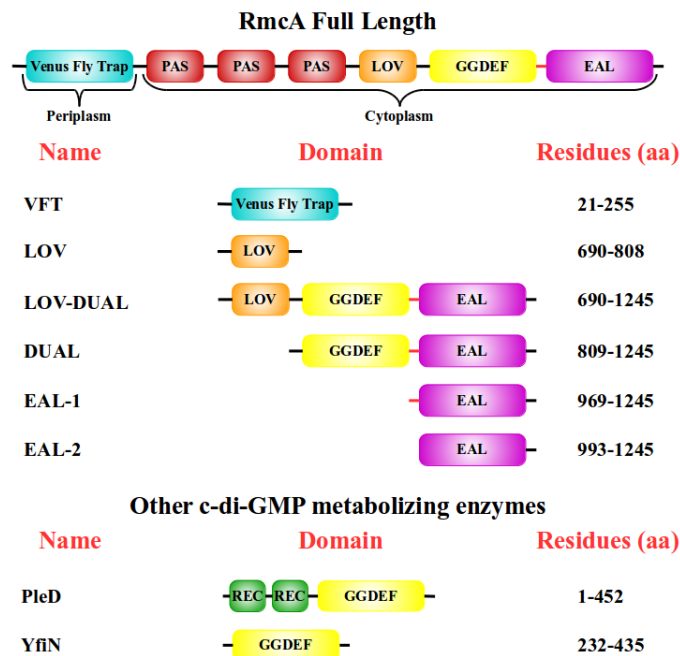 RmcA Full Length
Venus Fly Trap PAS PAS PAS LOV GGDEF EAL
Periplasm Cytoplasm
Name Domain Residues (aa)
VFT Venus Fly Trap 21-255
LOV LOV 690-808
LOV-DUAL LOV GGDEF EAL 690-1245
DUAL GGDEF EAL 809-1245
EAL-1 EAL 969-1245
EAL-2 EAL 993-1245
Other c-di-GMP metabolizing enzymes
Name Domain Residues (aa)
PleD REC REC GGDEF 1-452
YfiN GGDEF 232-435